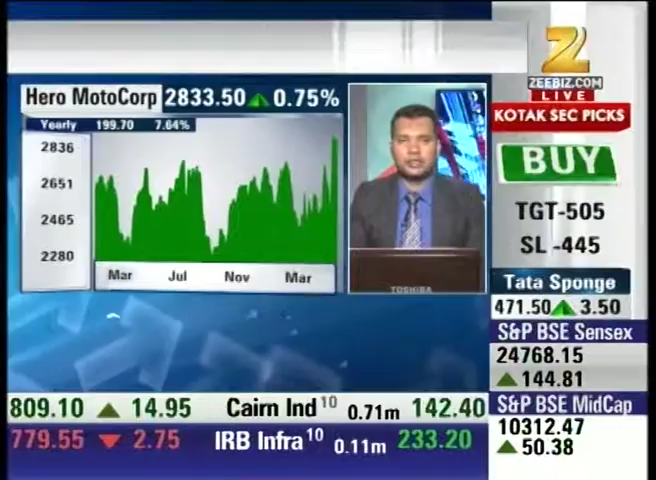 Hero MotoCorp 2833.50 0.75%
Yearly 199.70 7.64%
2836
2651
2465
2280
Mar Jul Nov Mar
TOSHIBA
Z
ZEEBIZ.COM
LIVE
KOTAK SEC PICKS
BUY
TGT-505
SL -445
Tata Sponge
471.50 3.50
S&P BSE Sensex
24768.15
144.81
S&P BSE MidCap
10312.47
50.38
809.10 14.95 Cairn Ind 10 0.71m 142.40
779.55 2.75 IRB Infra 10 0.11m 233.20